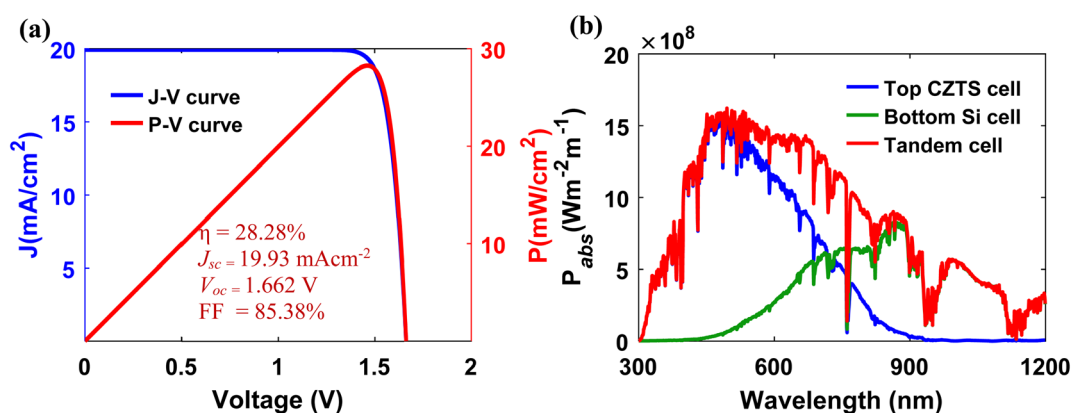 (a)
20
15
10
5
J(mA/cm²)
30
20
10
P(mW/cm²)
J-V curve
P-V curve
η = 28.28%
Jsc = 19.93 mAcm⁻²
Voc = 1.662 V
FF = 85.38%
0 0.5 1 1.5 2
Voltage (V)
(b)
×10⁸
20
15
10
5
0
P abs (Wm⁻²m⁻¹)
Top CZTS cell
Bottom Si cell
Tandem cell
300 600 900 1200
Wavelength (nm)